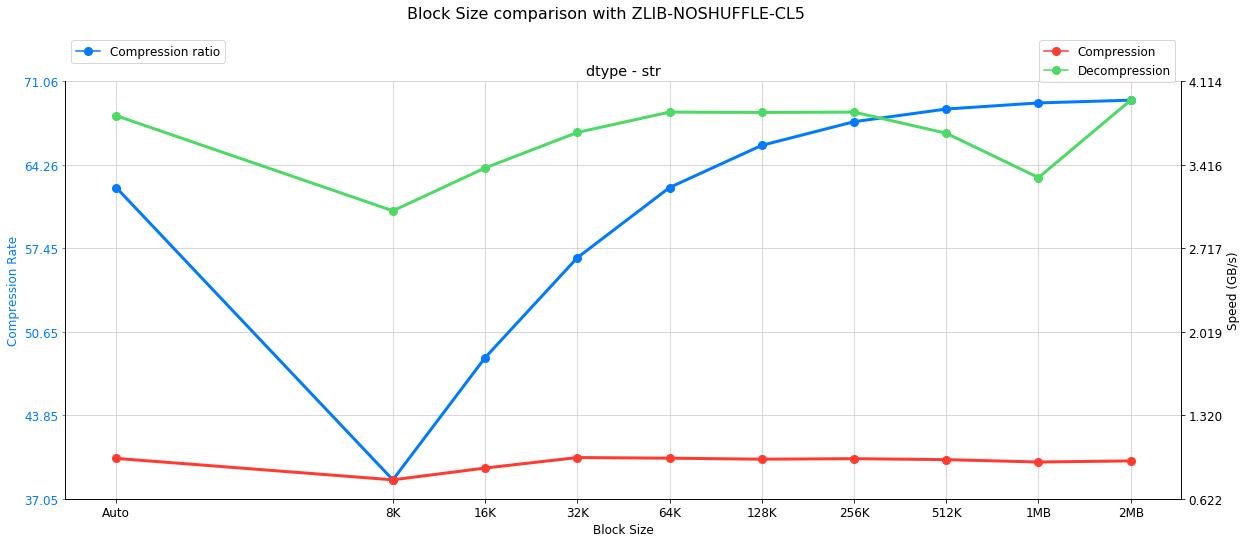 Block Size comparison with ZLIB-NOSHUFFLE-CL5
Compression ratio
Compression
Decompression
dtype - str
71.06
64.26
57.45
50.65
43.85
37.05
Compression Rate
4.114
3.416
2.717
2.019
1.320
0.622
Speed (GB/s)
Auto 8K 16K 32K 64K 128K 256K 512K 1MB 2MB
Block Size